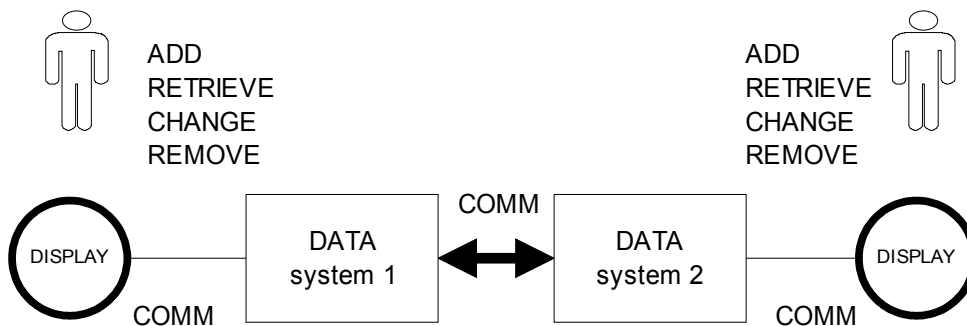 ADD
RETRIEVE
CHANGE
REMOVE
ADD
RETRIEVE
CHANGE
REMOVE
DISPLAY
COMM
DATA
system 1
COMM
DATA
system 2
COMM
DISPLAY